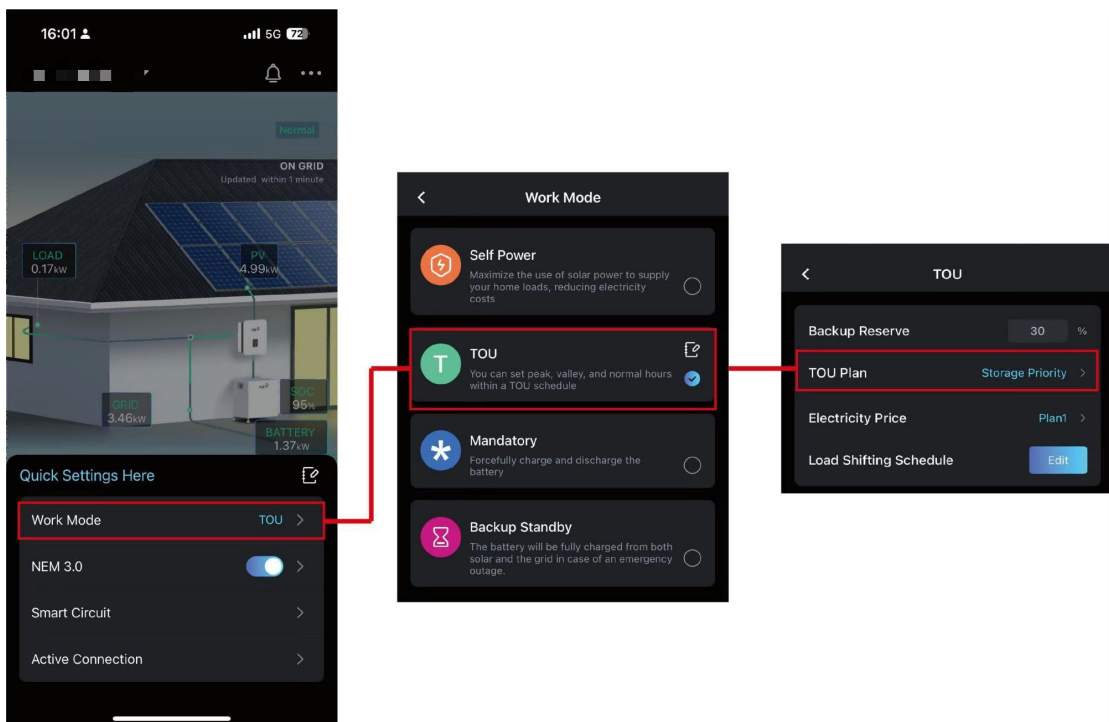 16:01
5G 72
Normal
ON GRID
Updated within 1 minute
LOAD
0.17kW
PV
4.99kW
GRID
3.46kW
SOC
95%
BATTERY
1.37kW
Quick Settings Here
Work Mode TOU
NEM 3.0
Smart Circuit
Active Connection
Work Mode
Self Power
Maximize the use of solar power to supply
your home loads, reducing electricity
costs
T
TOU
You can set peak, valley, and normal hours
within a TOU schedule
Mandatory
Forcefully charge and discharge the
battery
Backup Standby
The battery will be fully charged from both
solar and the grid in case of an emergency
outage.
TOU
Backup Reserve 30 %
TOU Plan Storage Priority
Electricity Price Plan1
Load Shifting Schedule Edit